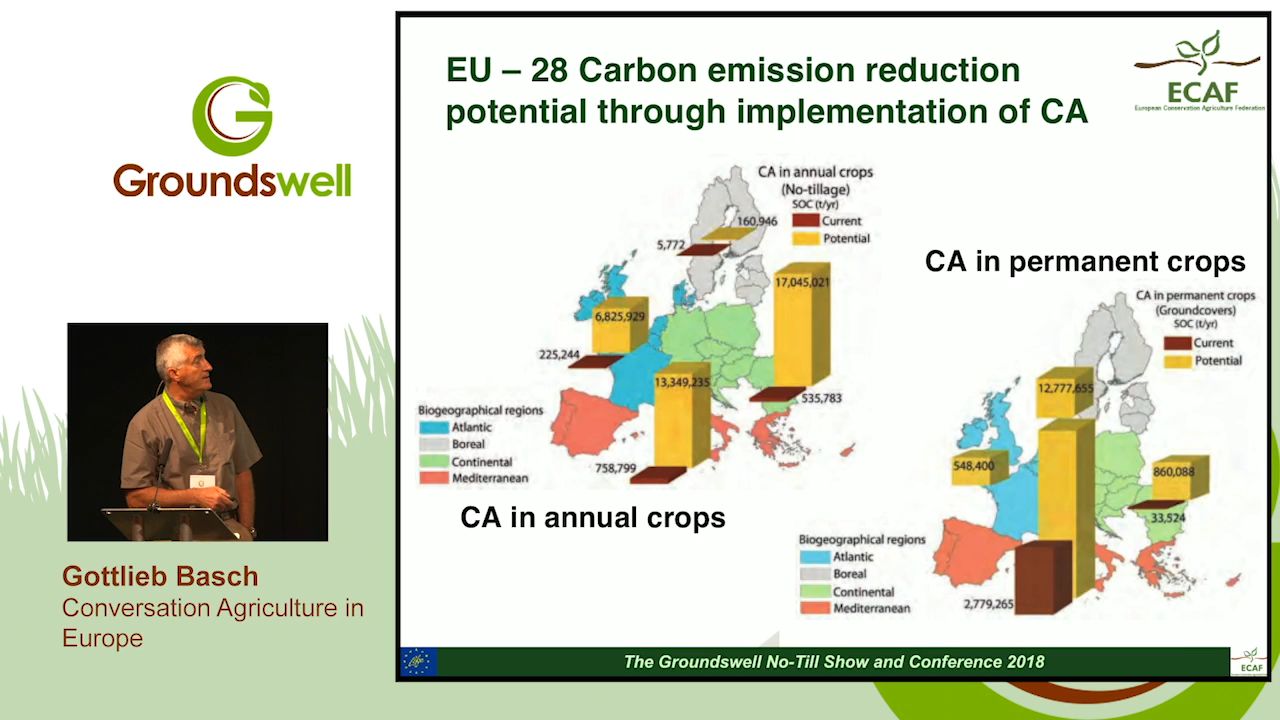 Groundswell
Gottlieb Basch
Conversation Agriculture in
Europe
EU – 28 Carbon emission reduction
potential through implementation of CA
ECAF
European Conservation Agriculture Federation
CA in annual crops
(No-tillage)
SOC (t/yr)
Current
Potential
160,946
5,772
17,045,021
6,825,929
225,244
13,349,235
535,783
758,799
Biogeographical regions
Atlantic
Boreal
Continental
Mediterranean
CA in annual crops
CA in permanent crops
CA in permanent crops
(Groundcovers)
SOC (t/yr)
Current
Potential
12,777,655
548,400
860,088
33,524
2,779,265
Biogeographical regions
Atlantic
Boreal
Continental
Mediterranean
The Groundswell No-Till Show and Conference 2018
ECAF